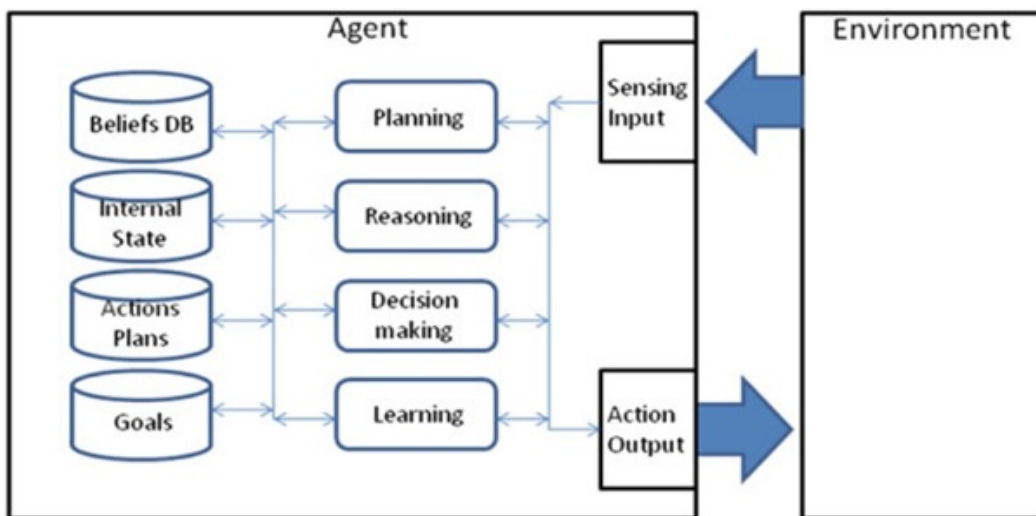 Agent
Environment
Beliefs DB
Internal
State
Actions
Plans
Goals
Planning
Reasoning
Decision
making
Learning
Sensing
Input
Action
Output